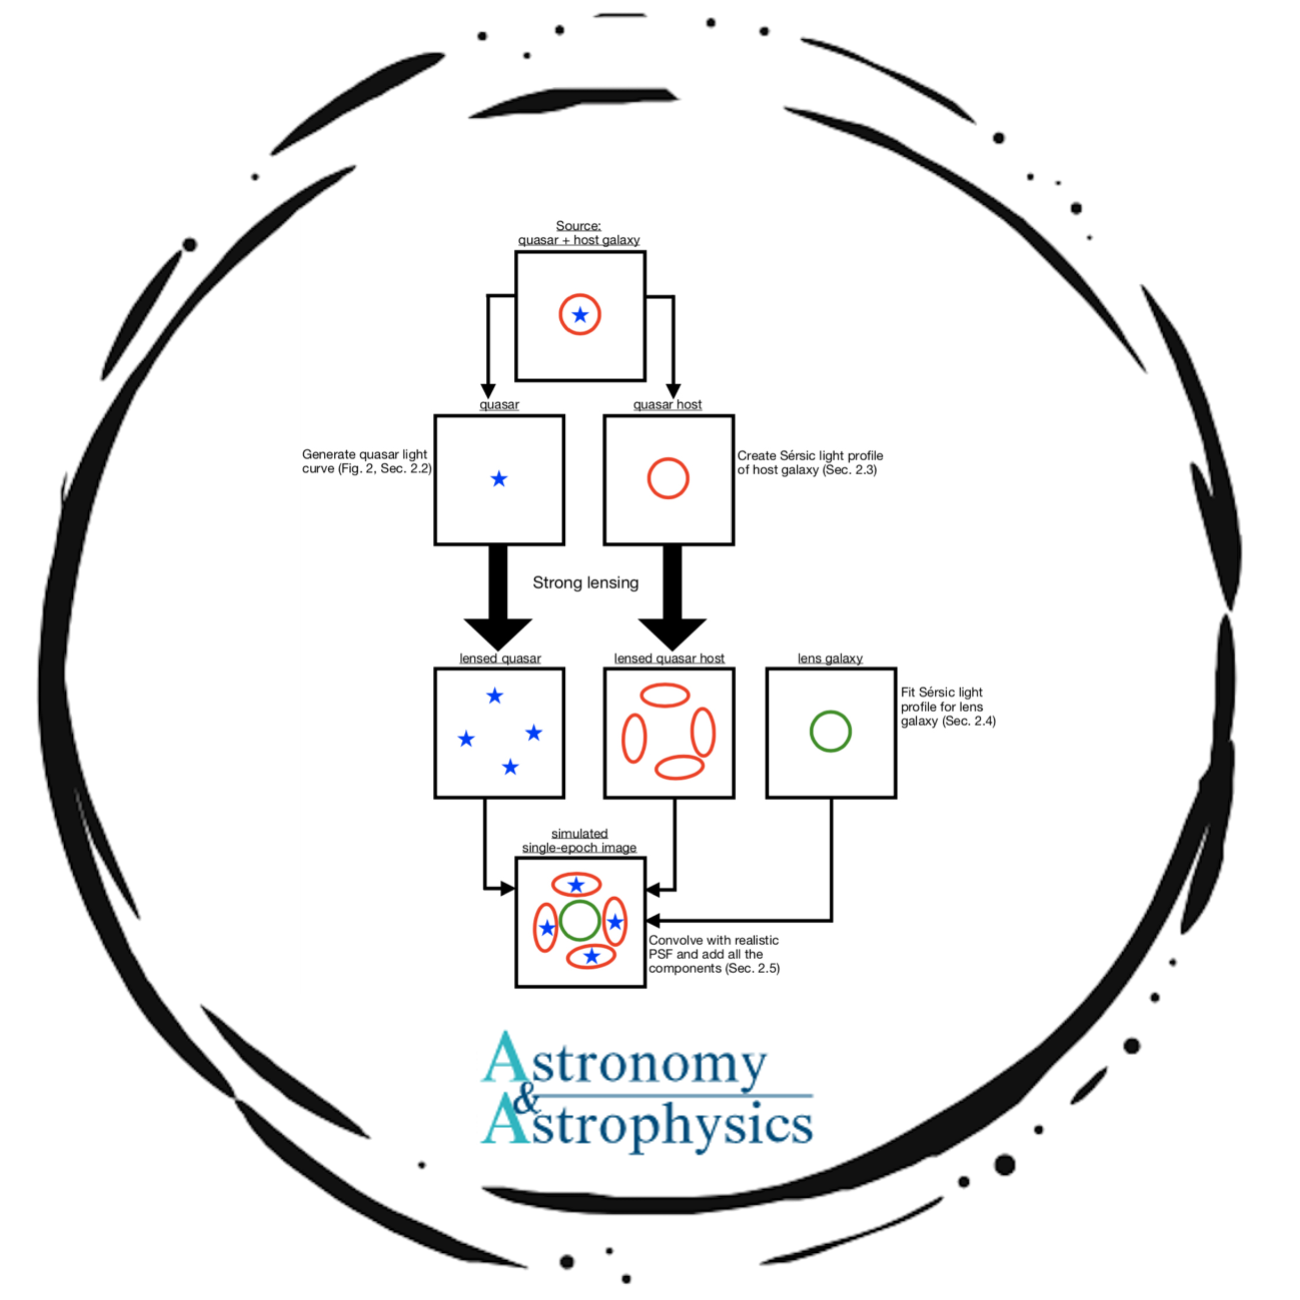 Source:
quasar + host galaxy
quasar
quasar host
Generate quasar light
curve (Fig. 2, Sec. 2.2)
Create Sérsic light profile
of host galaxy (Sec. 2.3)
Strong lensing
lensed quasar
lensed quasar host
lens galaxy
Fit Sérsic light
profile for lens
galaxy (Sec. 2.4)
simulated
single-epoch image
Convolve with realistic
PSF and add all the
components (Sec. 2.5)
Astronomy
&
Astrophysics